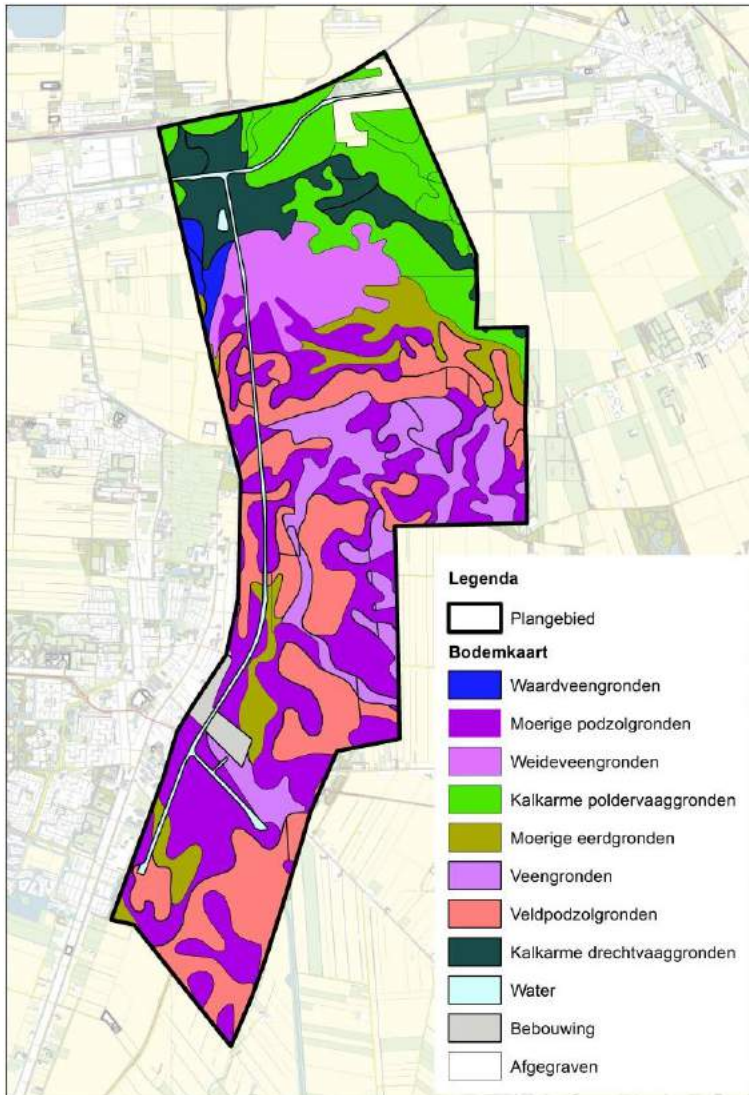 Legenda
Plangebied
Bodemkaart
Waardveengronden
Moerige podzolgronden
Weideveengronden
Kalkarme poldervaaggronden
Moerige eerdgronden
Veengronden
Veldpodzolgronden
Kalkarme drechtvaaggronden
Water
Bebouwing
Afgegraven